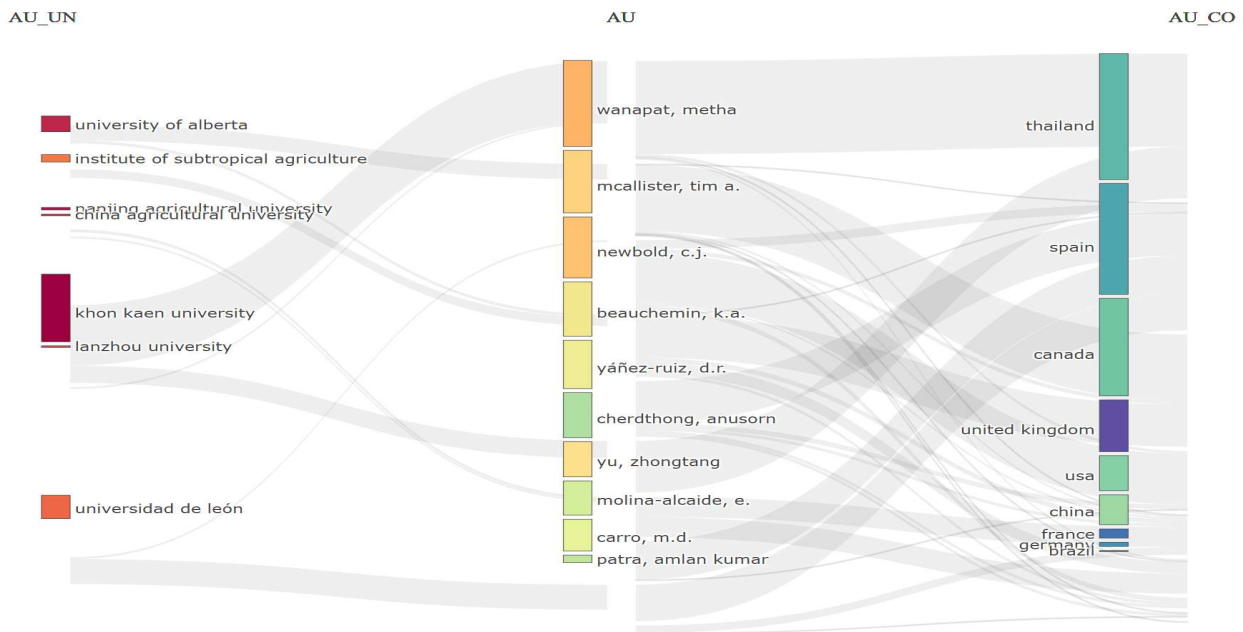 AU_UN
AU
AU_CO
university of alberta
institute of subtropical agriculture
nanjing agricultural university
china agricultural university
khon kaen university
lanzhou university
universidad de león
wanapat, metha
mcallister, tim a.
newbold, c.j.
beauchemin, k.a.
yáñez-ruiz, d.r.
cherdthong, anusorn
yu, zhongtang
molina-alcaide, e.
carro, m.d.
patra, amlan kumar
thailand
spain
canada
united kingdom
usa
china
france
germany
brazil